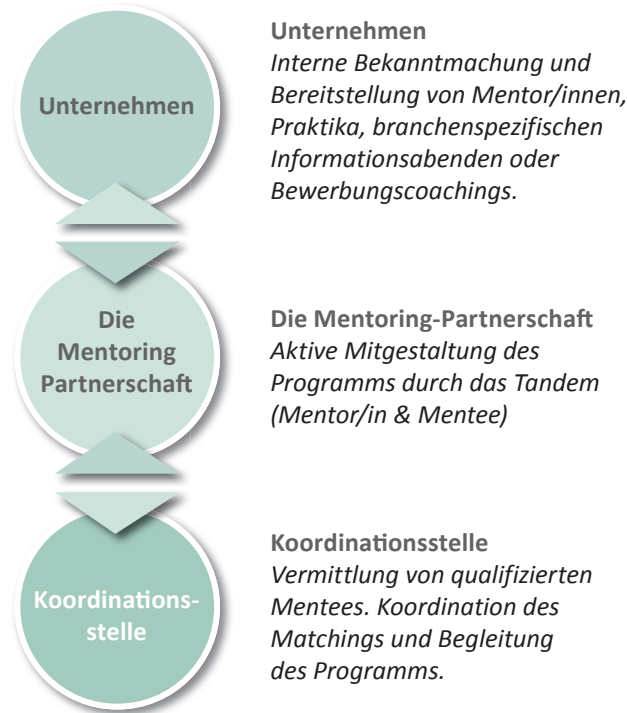 Unternehmen
Unternehmen
Interne Bekanntmachung und
Bereitstellung von Mentor/innen,
Praktika, branchenspezifischen
Informationsabenden oder
Bewerbungscoachings.
Die
Mentoring
Partnerschaft
Die Mentoring-Partnerschaft
Aktive Mitgestaltung des
Programms durch das Tandem
(Mentor/in & Mentee)
Koordinations-
stelle
Koordinationsstelle
Vermittlung von qualifizierten
Mentees. Koordination des
Matchings und Begleitung
des Programms.